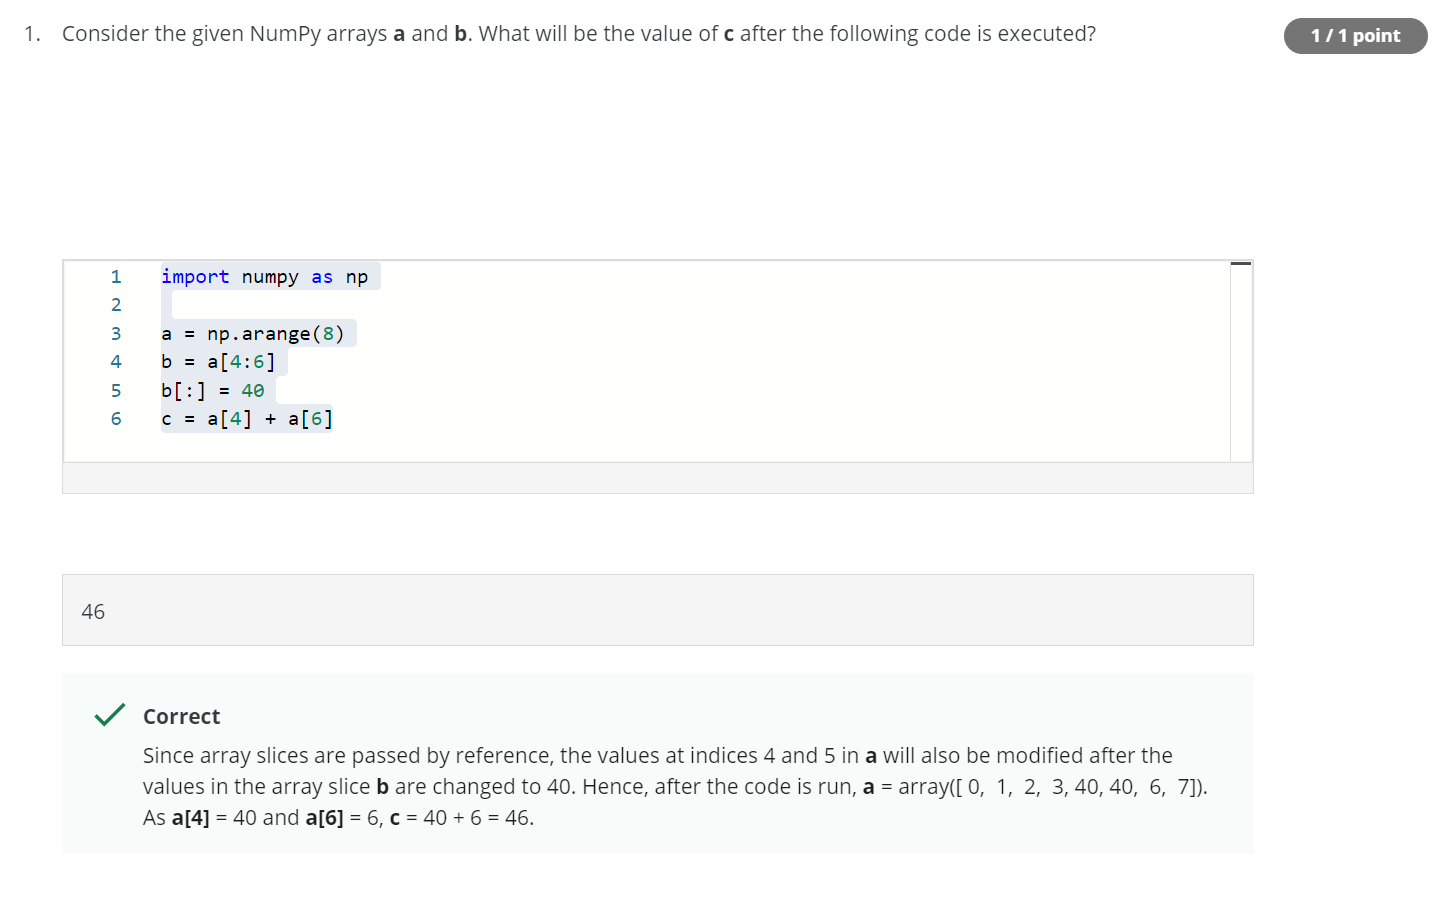 1. Consider the given NumPy arrays a and b. What will be the value of c after the following code is executed?
1 / 1 point
1 import numpy as np
2
3 a = np.arange(8)
4 b = a[4:6]
5 b[:] = 40
6 c = a[4] + a[6]
46
Correct
Since array slices are passed by reference, the values at indices 4 and 5 in a will also be modified after the
values in the array slice b are changed to 40. Hence, after the code is run, a = array([ 0, 1, 2, 3, 40, 40, 6, 7]).
As a[4] = 40 and a[6] = 6, c = 40 + 6 = 46.